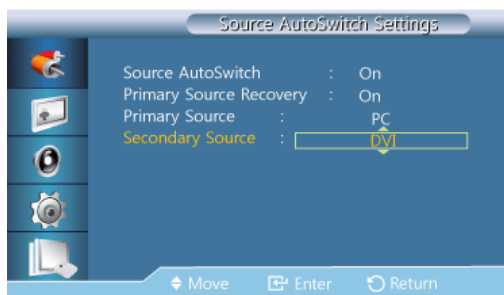 Source AutoSwitch Settings
Source AutoSwitch : On
Primary Source Recovery : On
Primary Source : PC
Secondary Source : DVI
Move Enter Return